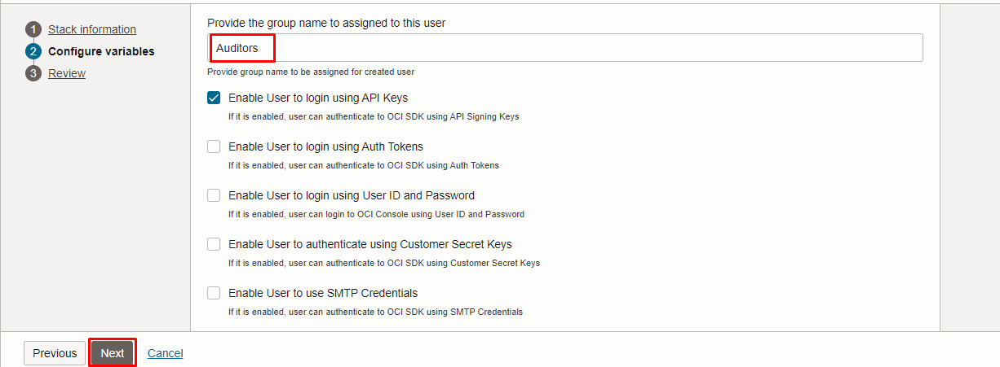 1 Stack information
2 Configure variables
3 Review
Provide the group name to assigned to this user
Auditors
Provide group name to be assigned for created user
Enable User to login using API Keys
If it is enabled, user can authenticate to OCI SDK using API Signing Keys
Enable User to login using Auth Tokens
If it is enabled, user can authenticate to OCI SDK using Auth Tokens
Enable User to login using User ID and Password
If it is enabled, user can login to OCI Console using User ID and Password
Enable User to authenticate using Customer Secret Keys
If it is enabled, user can authenticate to OCI SDK using Customer Secret Keys
Enable User to use SMTP Credentials
If it is enabled, user can authenticate to OCI SDK using SMTP Credentials
Previous Next Cancel